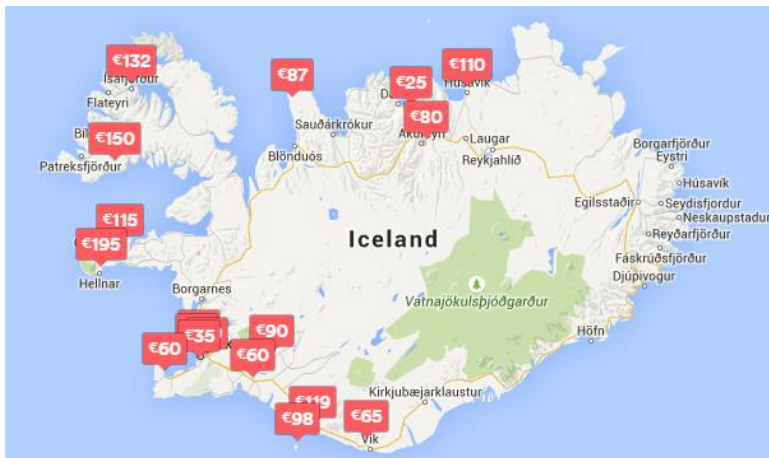 €132
Ísafjörður
Flateyri
€150
Patreksfjörður
€87
Sauðárkrókur
Blönduós
€25
€110
Húsavík
€80
Akureyri
Laugar
Reykjahlíð
Borgarfjörður
Eystri
Húsavík
Egilsstaðir
Seydisfjordur
Neskaupstadur
Reyðarfjörður
Fáskrúðsfjörður
Djúpivogur
€115
€195
Hellnar
Iceland
Borgarnes
Vatnajökulsþjóðgarður
Höfn
€35
€90
€60
€60
Kirkjubæjarklaustur
€119
€98
€65
Vik